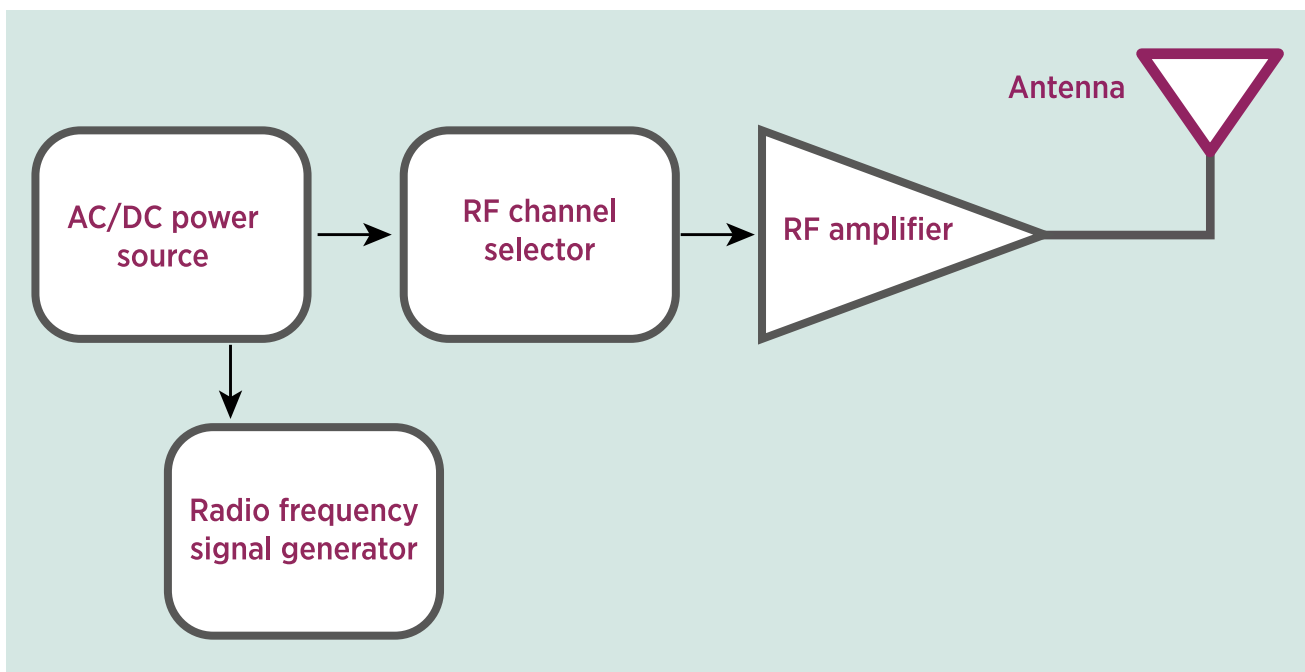 Antenna
AC/DC power
source
RF channel
selector
RF amplifier
Radio frequency
signal generator